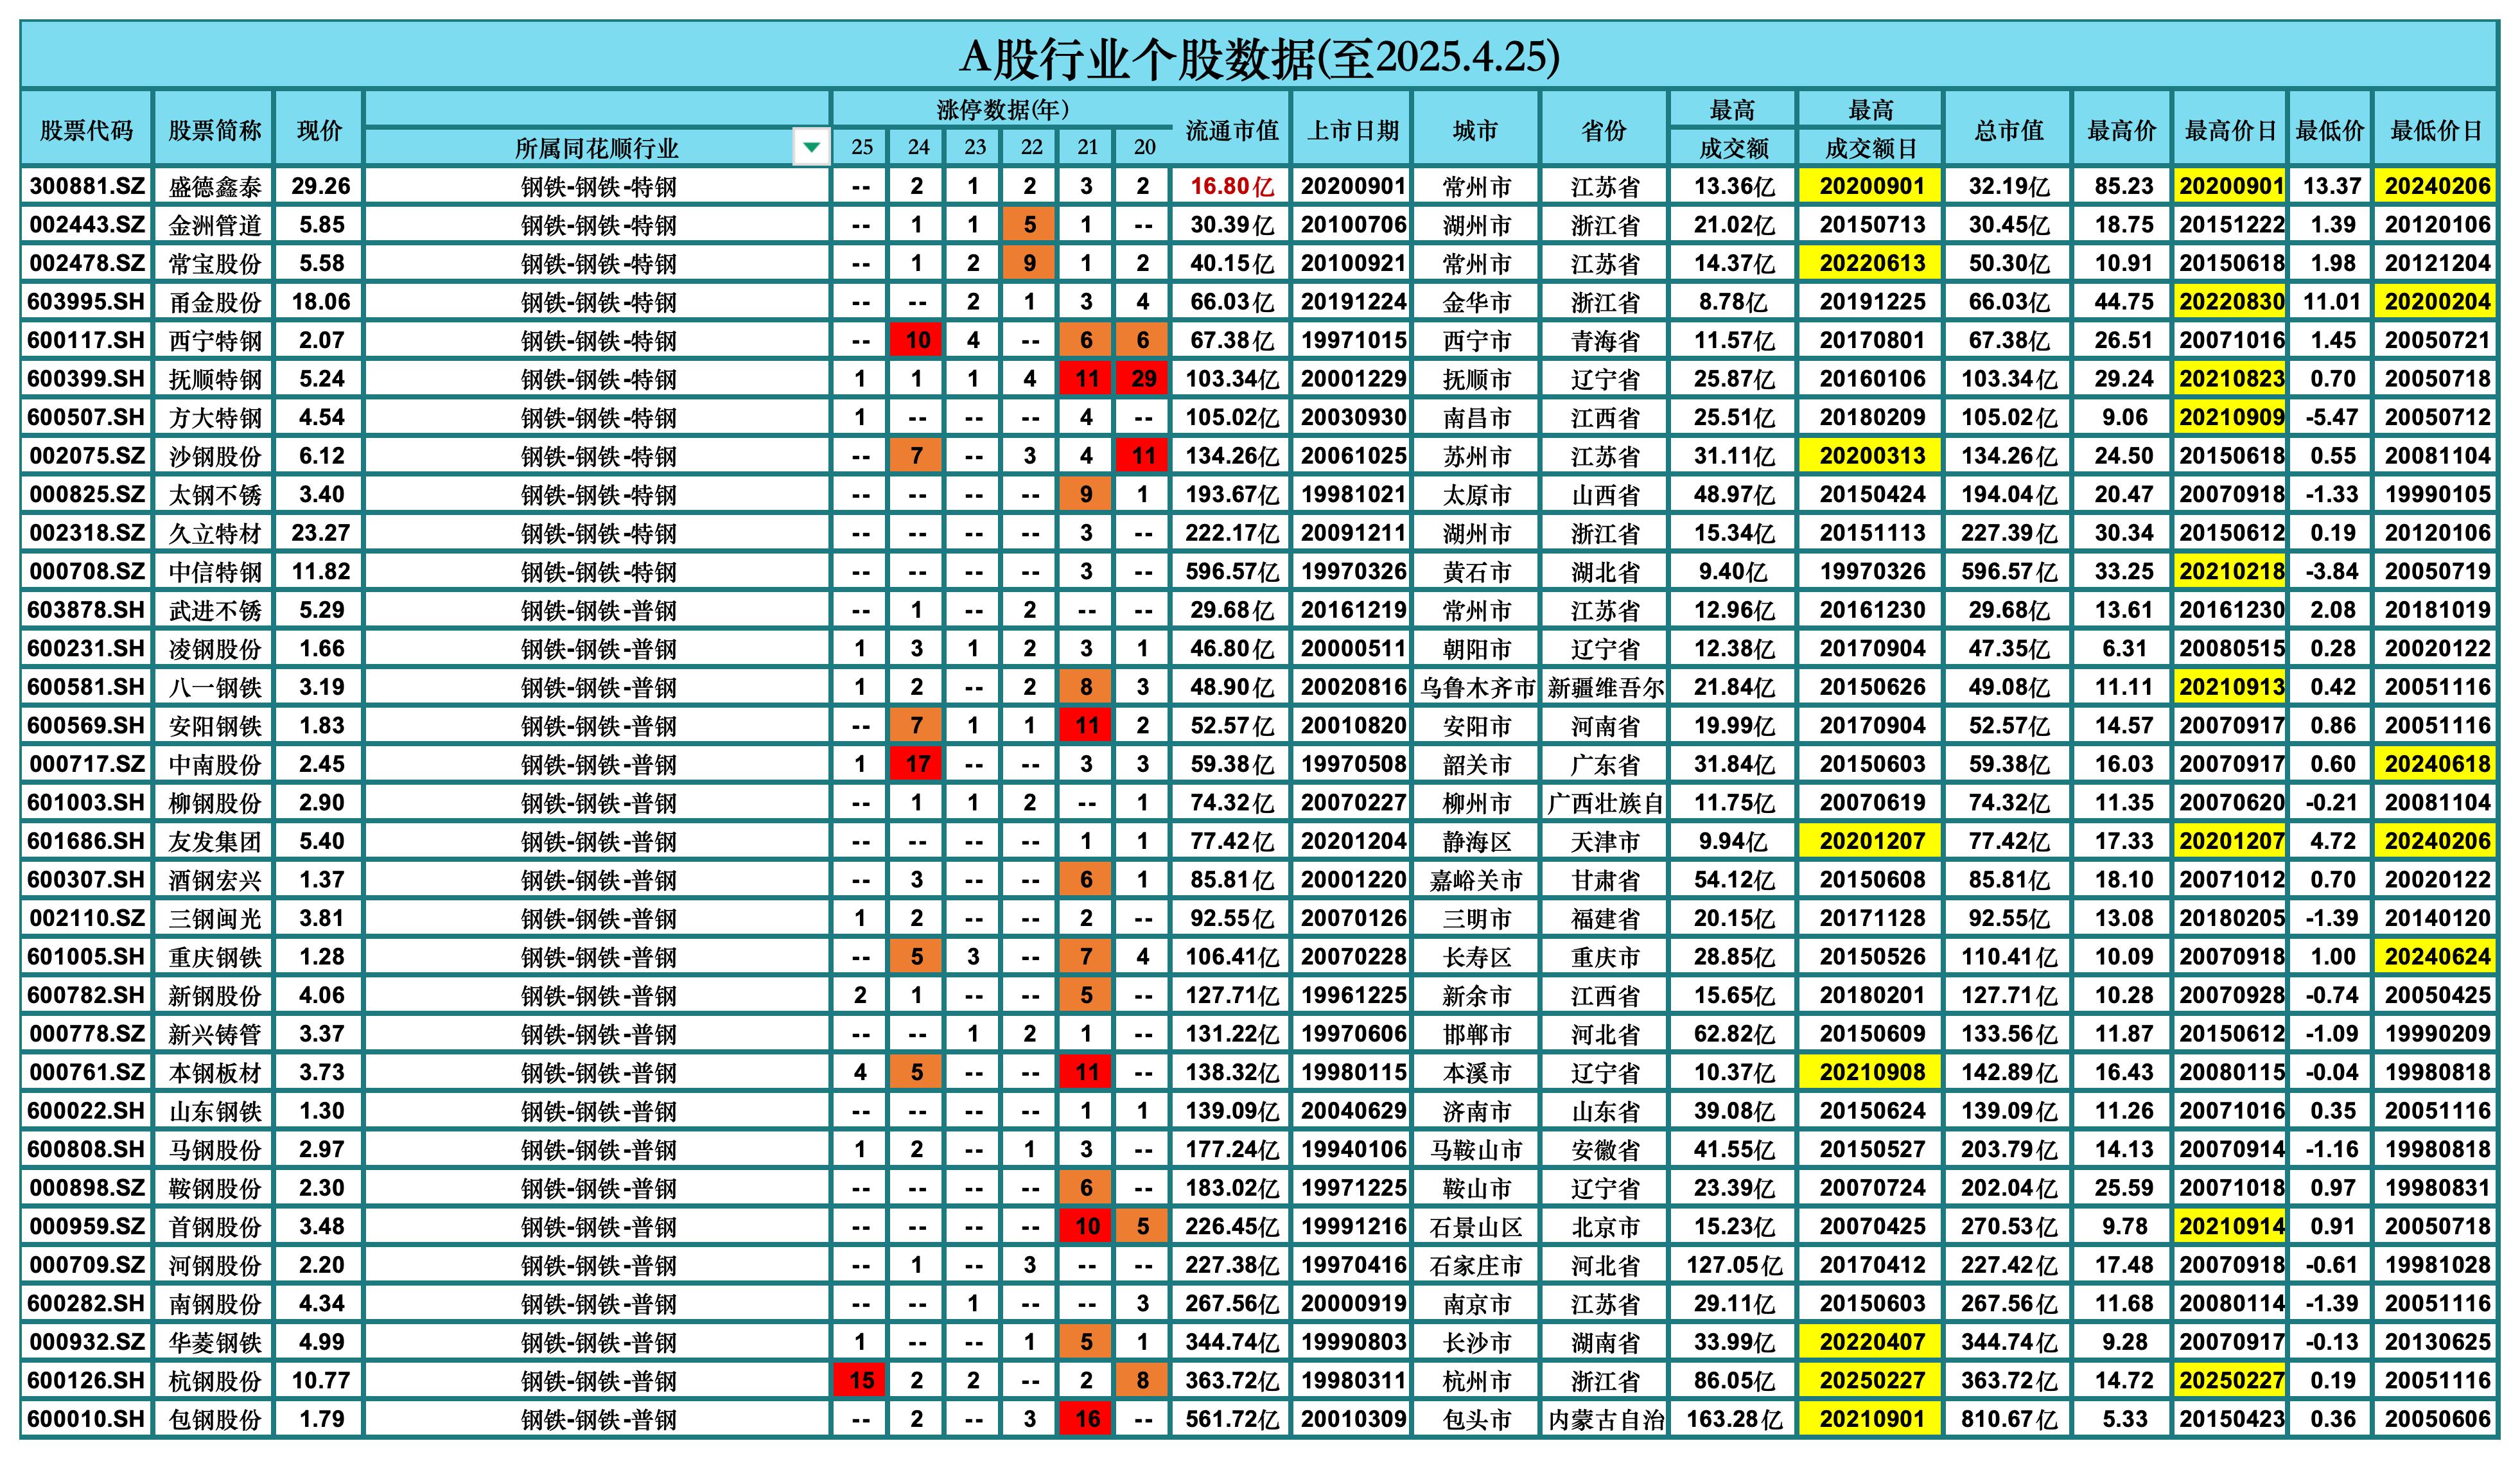 A股行业个股数据(至2025.4.25)
股票代码 股票简称 现价 所属同花顺行业 涨停数据(年) 流通市值 上市日期 城市 省份 最高 最高 总市值 最高价 最高价日 最低价 最低价日
25 24 23 22 21 20 成交额 成交额日
300881.SZ 盛德鑫泰 29.26 钢铁-钢铁-特钢 -- 2 1 2 3 2 16.80亿 20200901 常州市 江苏省 13.36亿 20200901 32.19亿 85.23 20200901 13.37 20240206
002443.SZ 金洲管道 5.85 钢铁-钢铁-特钢 -- 1 1 5 1 -- 30.39亿 20100706 湖州市 浙江省 21.02亿 20150713 30.45亿 18.75 20151222 1.39 20120106
002478.SZ 常宝股份 5.58 钢铁-钢铁-特钢 -- 1 2 9 1 2 40.15亿 20100921 常州市 江苏省 14.37亿 20220613 50.30亿 10.91 20150618 1.98 20121204
603995.SH 甬金股份 18.06 钢铁-钢铁-特钢 -- -- 2 1 3 4 66.03亿 20191224 金华市 浙江省 8.78亿 20191225 66.03亿 44.75 20220830 11.01 20200204
600117.SH 西宁特钢 2.07 钢铁-钢铁-特钢 -- 10 4 -- 6 6 67.38亿 19971015 西宁市 青海省 11.57亿 20170801 67.38亿 26.51 20071016 1.45 20050721
600399.SH 抚顺特钢 5.24 钢铁-钢铁-特钢 1 1 1 4 11 29 103.34亿 20001229 抚顺市 辽宁省 25.87亿 20160106 103.34亿 29.24 20210823 0.70 20050718
600507.SH 方大特钢 4.54 钢铁-钢铁-特钢 1 -- -- -- 4 -- 105.02亿 20030930 南昌市 江西省 25.51亿 20180209 105.02亿 9.06 20210909 -5.47 20050712
002075.SZ 沙钢股份 6.12 钢铁-钢铁-特钢 -- 7 -- 3 4 11 134.26亿 20061025 苏州市 江苏省 31.11亿 20200313 134.26亿 24.50 20150618 0.55 20081104
000825.SZ 太钢不锈 3.40 钢铁-钢铁-特钢 -- -- -- -- 9 1 193.67亿 19981021 太原市 山西省 48.97亿 20150424 194.04亿 20.47 20070918 -1.33 19990105
002318.SZ 久立特材 23.27 钢铁-钢铁-特钢 -- -- -- -- 3 -- 222.17亿 20091211 湖州市 浙江省 15.34亿 20151113 227.39亿 30.34 20150612 0.19 20120106
000708.SZ 中信特钢 11.82 钢铁-钢铁-特钢 -- -- -- -- 3 -- 596.57亿 19970326 黄石市 湖北省 9.40亿 19970326 596.57亿 33.25 20210218 -3.84 20050719
603878.SH 武进不锈 5.29 钢铁-钢铁-普钢 -- 1 -- 2 -- -- 29.68亿 20161219 常州市 江苏省 12.96亿 20161230 29.68亿 13.61 20161230 2.08 20181019
600231.SH 凌钢股份 1.66 钢铁-钢铁-普钢 1 3 1 2 3 1 46.80亿 20000511 朝阳市 辽宁省 12.38亿 20170904 47.35亿 6.31 20080515 0.28 20020122
600581.SH 八一钢铁 3.19 钢铁-钢铁-普钢 1 2 -- 2 8 3 48.90亿 20020816 乌鲁木齐市 新疆维吾尔 21.84亿 20150626 49.08亿 11.11 20210913 0.42 20051116
600569.SH 安阳钢铁 1.83 钢铁-钢铁-普钢 -- 7 1 1 11 2 52.57亿 20010820 安阳市 河南省 19.99亿 20170904 52.57亿 14.57 20070917 0.86 20051116
000717.SZ 中南股份 2.45 钢铁-钢铁-普钢 1 17 -- -- 3 3 59.38亿 19970508 韶关市 广东省 31.84亿 20150603 59.38亿 16.03 20070917 0.60 20240618
601003.SH 柳钢股份 2.90 钢铁-钢铁-普钢 -- 1 1 2 -- 1 74.32亿 20070227 柳州市 广西壮族自 11.75亿 20070619 74.32亿 11.35 20070620 -0.21 20081104
601686.SH 友发集团 5.40 钢铁-钢铁-普钢 -- -- -- -- 1 1 77.42亿 20201204 静海区 天津市 9.94亿 20201207 77.42亿 17.33 20201207 4.72 20240206
600307.SH 酒钢宏兴 1.37 钢铁-钢铁-普钢 -- 3 -- -- 6 1 85.81亿 20001220 嘉峪关市 甘肃省 54.12亿 20150608 85.81亿 18.10 20071012 0.70 20020122
002110.SZ 三钢闽光 3.81 钢铁-钢铁-普钢 1 2 -- -- 2 -- 92.55亿 20070126 三明市 福建省 20.15亿 20171128 92.55亿 13.08 20180205 -1.39 20140120
601005.SH 重庆钢铁 1.28 钢铁-钢铁-普钢 -- 5 3 -- 7 4 106.41亿 20070228 长寿区 重庆市 28.85亿 20150526 110.41亿 10.09 20070918 1.00 20240624
600782.SH 新钢股份 4.06 钢铁-钢铁-普钢 2 1 -- -- 5 -- 127.71亿 19961225 新余市 江西省 15.65亿 20180201 127.71亿 10.28 20070928 -0.74 20050425
000778.SZ 新兴铸管 3.37 钢铁-钢铁-普钢 -- -- 1 2 1 -- 131.22亿 19970606 邯郸市 河北省 62.82亿 20150609 133.56亿 11.87 20150612 -1.09 19990209
000761.SZ 本钢板材 3.73 钢铁-钢铁-普钢 4 5 -- -- 11 -- 138.32亿 19980115 本溪市 辽宁省 10.37亿 20210908 142.89亿 16.43 20080115 -0.04 19980818
600022.SH 山东钢铁 1.30 钢铁-钢铁-普钢 -- -- -- -- 1 1 139.09亿 20040629 济南市 山东省 39.08亿 20150624 139.09亿 11.26 20071016 0.35 20051116
600808.SH 马钢股份 2.97 钢铁-钢铁-普钢 1 2 -- 1 3 -- 177.24亿 19940106 马鞍山市 安徽省 41.55亿 20150527 203.79亿 14.13 20070914 -1.16 19980818
000898.SZ 鞍钢股份 2.30 钢铁-钢铁-普钢 -- -- -- -- 6 -- 183.02亿 19971225 鞍山市 辽宁省 23.39亿 20070724 202.04亿 25.59 20071018 0.97 19980831
000959.SZ 首钢股份 3.48 钢铁-钢铁-普钢 -- -- -- -- 10 5 226.45亿 19991216 石景山区 北京市 15.23亿 20070425 270.53亿 9.78 20210914 0.91 20050718
000709.SZ 河钢股份 2.20 钢铁-钢铁-普钢 -- 1 -- 3 -- -- 227.38亿 19970416 石家庄市 河北省 127.05亿 20170412 227.42亿 17.48 20070918 -0.61 19981028
600282.SH 南钢股份 4.34 钢铁-钢铁-普钢 -- -- 1 -- -- 3 267.56亿 20000919 南京市 江苏省 29.11亿 20150603 267.56亿 11.68 20080114 -1.39 20051116
000932.SZ 华菱钢铁 4.99 钢铁-钢铁-普钢 1 -- -- 1 5 1 344.74亿 19990803 长沙市 湖南省 33.99亿 20220407 344.74亿 9.28 20070917 -0.13 20130625
600126.SH 杭钢股份 10.77 钢铁-钢铁-普钢 15 2 2 -- 2 8 363.72亿 19980311 杭州市 浙江省 86.05亿 20250227 363.72亿 14.72 20250227 0.19 20051116
600010.SH 包钢股份 1.79 钢铁-钢铁-普钢 -- 2 -- 3 16 -- 561.72亿 20010309 包头市 内蒙古自治 163.28亿 20210901 810.67亿 5.33 20150423 0.36 20050606